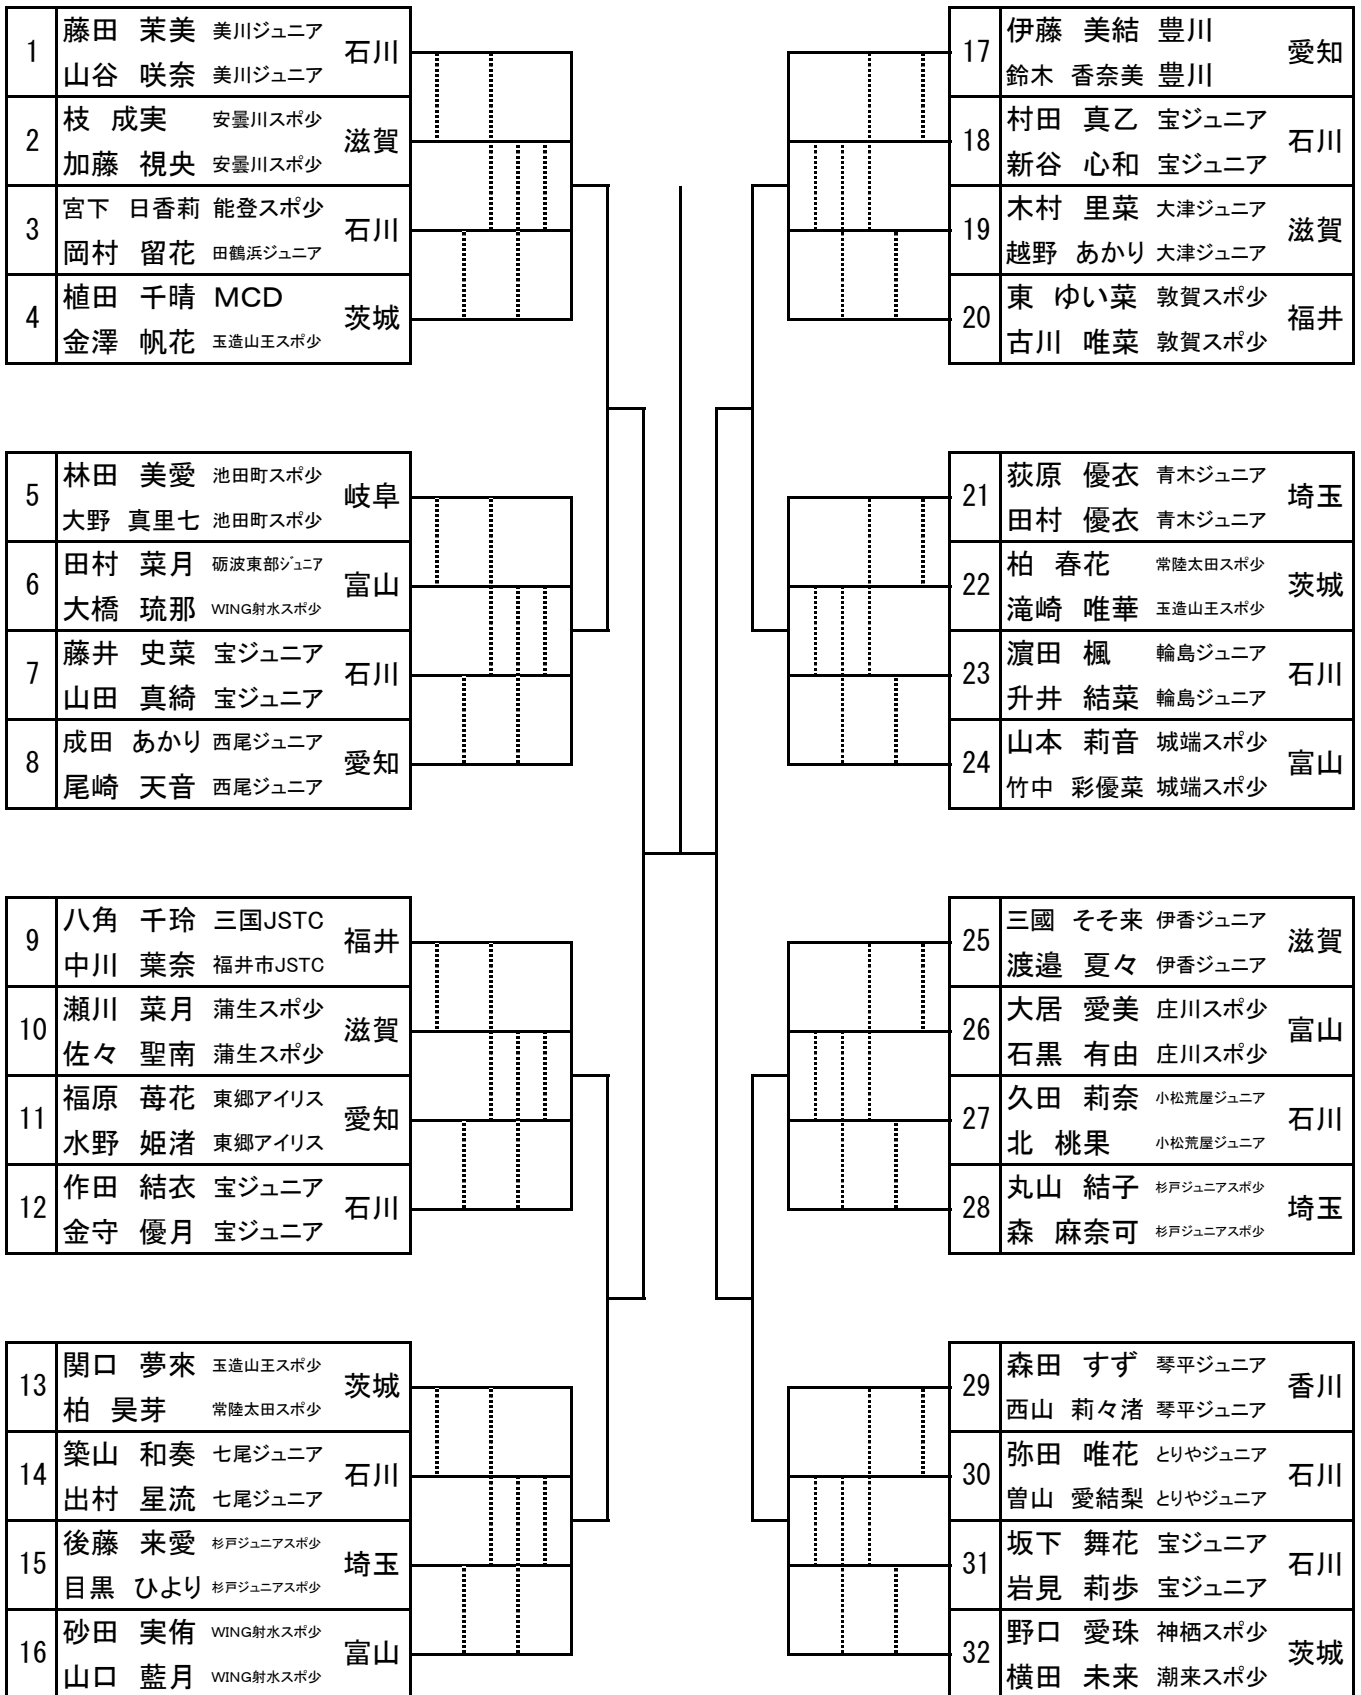 1 藤田 茉美 美川ジュニア 石川
山谷 咲奈 美川ジュニア
2 枝 成実 安曇川スポ少 滋賀
加藤 視央 安曇川スポ少
3 宮下 日香莉 能登スポ少 石川
岡村 留花 田鶴浜ジュニア
4 植田 千晴 MCD 茨城
金澤 帆花 玉造山王スポ少
5 林田 美愛 池田町スポ少 岐阜
大野 真里七 池田町スポ少
6 田村 菜月 砺波東部ジュニア 富山
大橋 琉那 WING射水スポ少
7 藤井 史菜 宝ジュニア 石川
山田 真綺 宝ジュニア
8 成田 あかり 西尾ジュニア 愛知
尾崎 天音 西尾ジュニア
9 八角 千玲 三国JSTC 福井
中川 葉奈 福井市JSTC
10 瀬川 菜月 蒲生スポ少 滋賀
佐々 聖南 蒲生スポ少
11 福原 苺花 東郷アイリス 愛知
水野 姫渚 東郷アイリス
12 作田 結衣 宝ジュニア 石川
金守 優月 宝ジュニア
13 関口 夢來 玉造山王スポ少 茨城
柏 昊芽 常陸太田スポ少
14 築山 和奏 七尾ジュニア 石川
出村 星流 七尾ジュニア
15 後藤 来愛 杉戸ジュニアスポ少 埼玉
目黒 ひより 杉戸ジュニアスポ少
16 砂田 実侑 WING射水スポ少 富山
山口 藍月 WING射水スポ少
17 伊藤 美結 豊川 愛知
鈴木 香奈美 豊川
18 村田 真乙 宝ジュニア 石川
新谷 心和 宝ジュニア
19 木村 里菜 大津ジュニア 滋賀
越野 あかり 大津ジュニア
20 東 ゆい菜 敦賀スポ少 福井
古川 唯菜 敦賀スポ少
21 荻原 優衣 青木ジュニア 埼玉
田村 優衣 青木ジュニア
22 柏 春花 常陸太田スポ少 茨城
滝崎 唯華 玉造山王スポ少
23 濵田 楓 輪島ジュニア 石川
升井 結菜 輪島ジュニア
24 山本 莉音 城端スポ少 富山
竹中 彩優菜 城端スポ少
25 三國 そそ来 伊香ジュニア 滋賀
渡邉 夏々 伊香ジュニア
26 大居 愛美 庄川スポ少 富山
石黒 有由 庄川スポ少
27 久田 莉奈 小松荒屋ジュニア 石川
北 桃果 小松荒屋ジュニア
28 丸山 結子 杉戸ジュニアスポ少 埼玉
森 麻奈可 杉戸ジュニアスポ少
29 森田 すず 琴平ジュニア 香川
西山 莉々渚 琴平ジュニア
30 弥田 唯花 とりやジュニア 石川
曽山 愛結梨 とりやジュニア
31 坂下 舞花 宝ジュニア 石川
岩見 莉歩 宝ジュニア
32 野口 愛珠 神栖スポ少 茨城
横田 未来 潮来スポ少